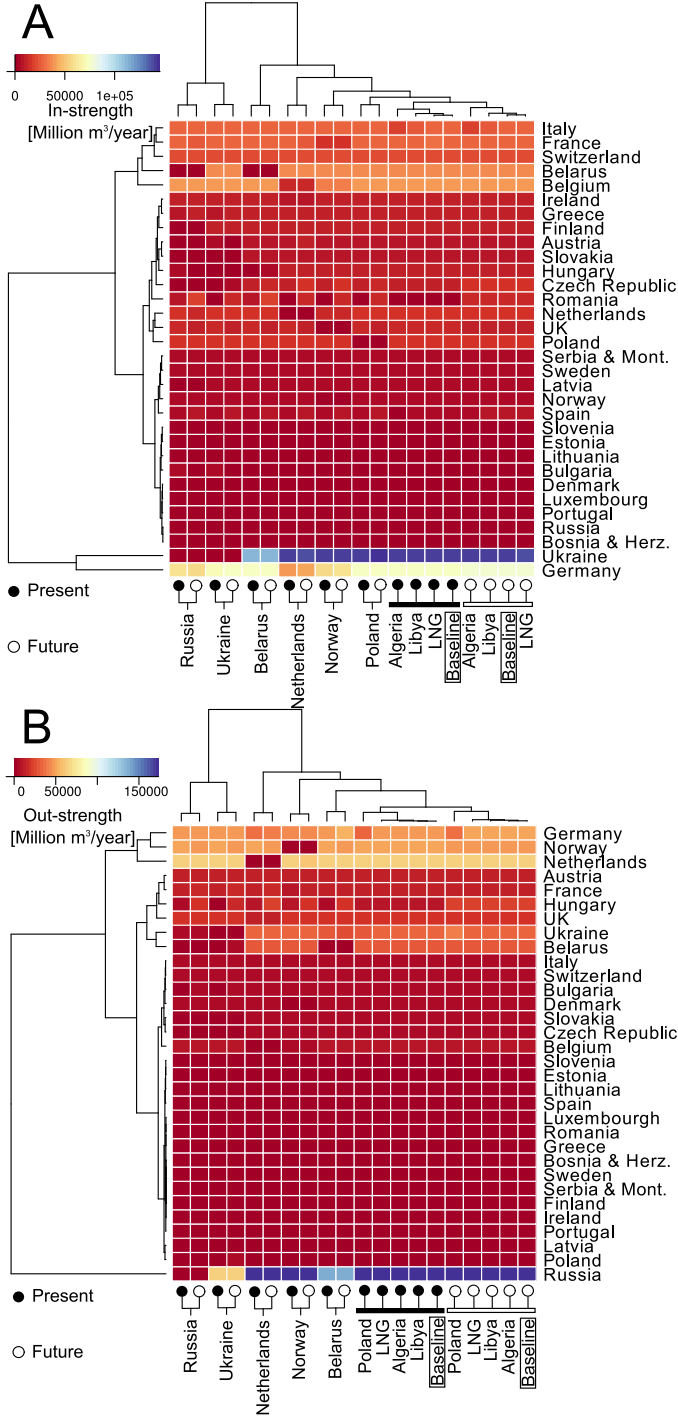 A
0 50000 1e+05
In-strength
[Million m³/year]
Italy
France
Switzerland
Belarus
Belgium
Ireland
Greece
Finland
Austria
Slovakia
Hungary
Czech Republic
Romania
Netherlands
UK
Poland
Serbia & Mont.
Sweden
Latvia
Norway
Spain
Slovenia
Estonia
Lithuania
Bulgaria
Denmark
Luxembourg
Portugal
Russia
Bosnia & Herz.
Ukraine
Germany
Present
Future
Russia
Ukraine
Belarus
Netherlands
Norway
Poland
Algeria
Libya
LNG
Baseline
Algeria
Libya
Baseline
LNG
B
0 50000 150000
Out-strength
[Million m³/year]
Germany
Norway
Netherlands
Austria
France
Hungary
UK
Ukraine
Belarus
Italy
Switzerland
Bulgaria
Denmark
Slovakia
Czech Republic
Belgium
Slovenia
Estonia
Lithuania
Spain
Luxembourgh
Romania
Greece
Bosnia & Herz.
Sweden
Serbia & Mont.
Finland
Ireland
Portugal
Latvia
Poland
Russia
Present
Future
Russia
Ukraine
Netherlands
Norway
Belarus
Poland
LNG
Algeria
Libya
Baseline
Poland
LNG
Libya
Algeria
Baseline